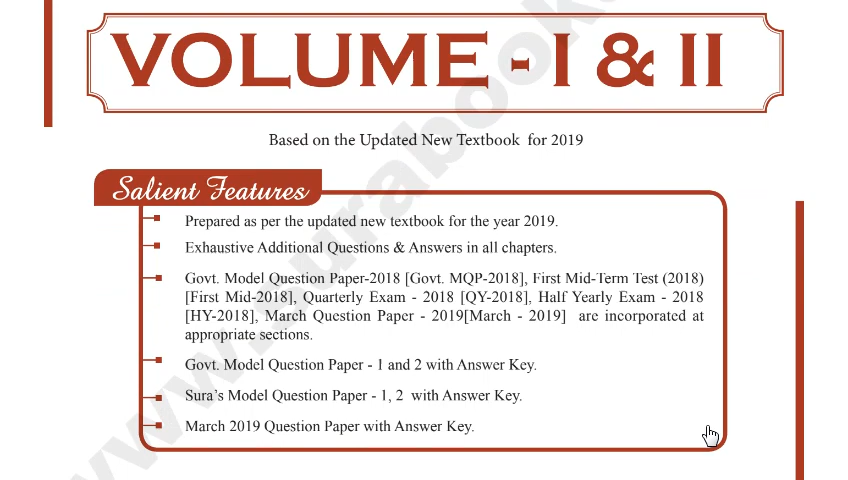 VOLUME - I & II
Based on the Updated New Textbook for 2019
Salient Features
Prepared as per the updated new textbook for the year 2019.
Exhaustive Additional Questions & Answers in all chapters.
Govt. Model Question Paper-2018 [Govt. MQP-2018], First Mid-Term Test (2018)
[First Mid-2018], Quarterly Exam - 2018 [QY-2018], Half Yearly Exam - 2018
[HY-2018], March Question Paper - 2019[March - 2019] are incorporated at
appropriate sections.
Govt. Model Question Paper - 1 and 2 with Answer Key.
Sura's Model Question Paper - 1, 2 with Answer Key.
March 2019 Question Paper with Answer Key.